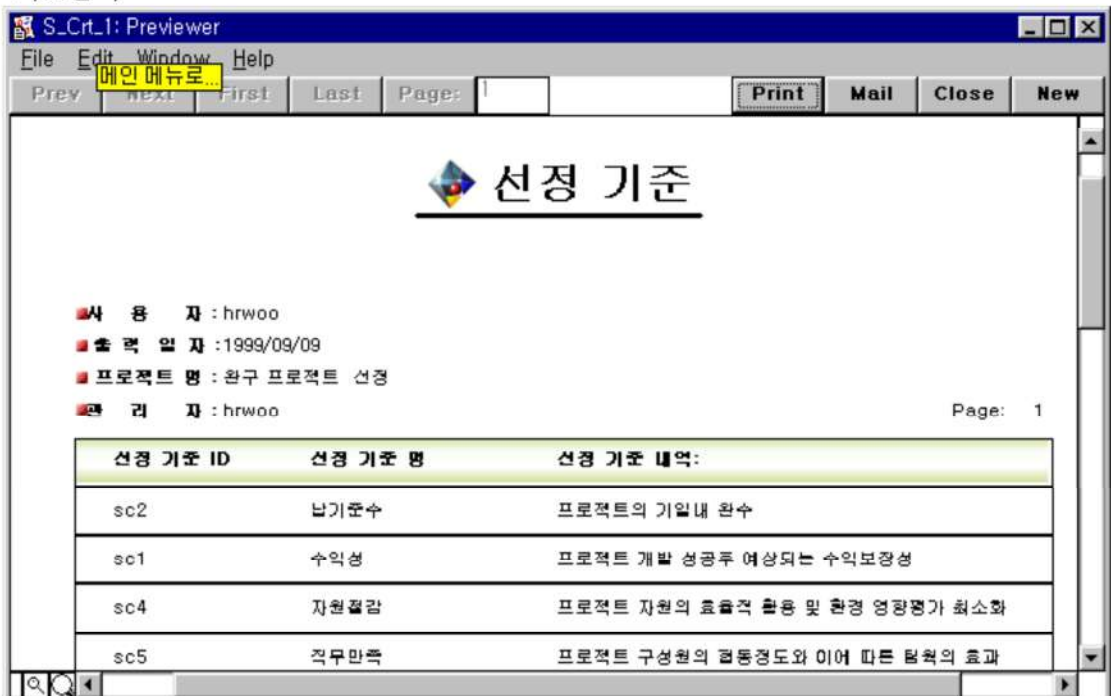 S_Crt_1: Previewer
File Edit Window Help
메인 메뉴로...
Prev Next First Last Page: 1 Print Mail Close New
선정 기준
사 용 자 : hrwoo
출 력 일 자 : 1999/09/09
프로젝트 명 : 완구 프로젝트 선정
관 리 자 : hrwoo
Page: 1
선정 기준 ID 선정 기준 명 선정 기준 내역:
sc2 납기준수 프로젝트의 기일내 완수
sc1 수익성 프로젝트 개발 성공후 예상되는 수익보장성
sc4 자원절감 프로젝트 자원의 효율적 활용 및 환경 영향평가 최소화
sc5 직무만족 프로젝트 구성원의 협동정도와 이에 따른 팀웍의 효과